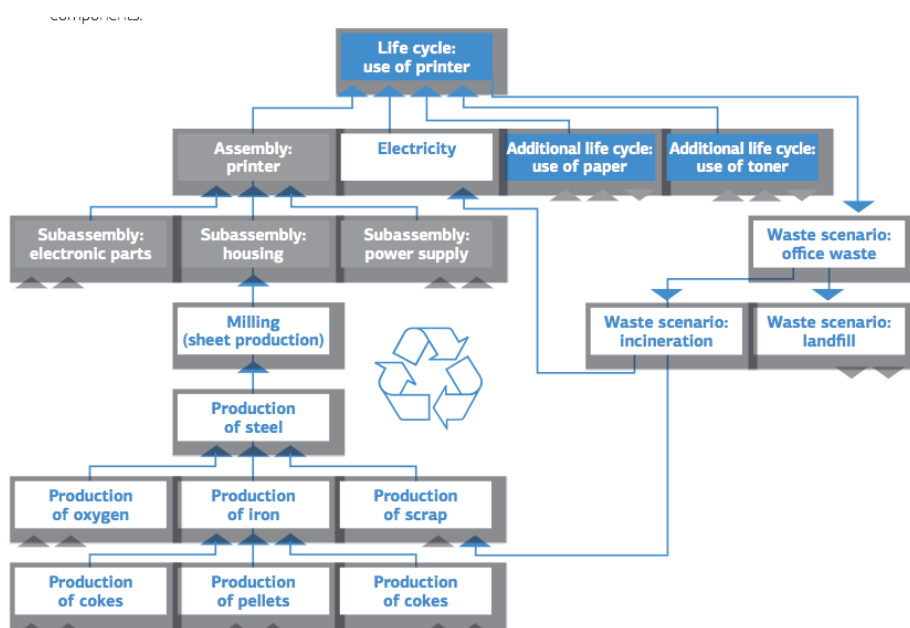 components.
Life cycle:
use of printer
Assembly:
printer
Electricity
Additional life cycle:
use of paper
Additional life cycle:
use of toner
Subassembly:
electronic parts
Subassembly:
housing
Subassembly:
power supply
Waste scenario:
office waste
Milling
(sheet production)
Waste scenario:
incineration
Waste scenario:
landfill
Production
of steel
Production
of oxygen
Production
of iron
Production
of scrap
Production
of cokes
Production
of pellets
Production
of cokes